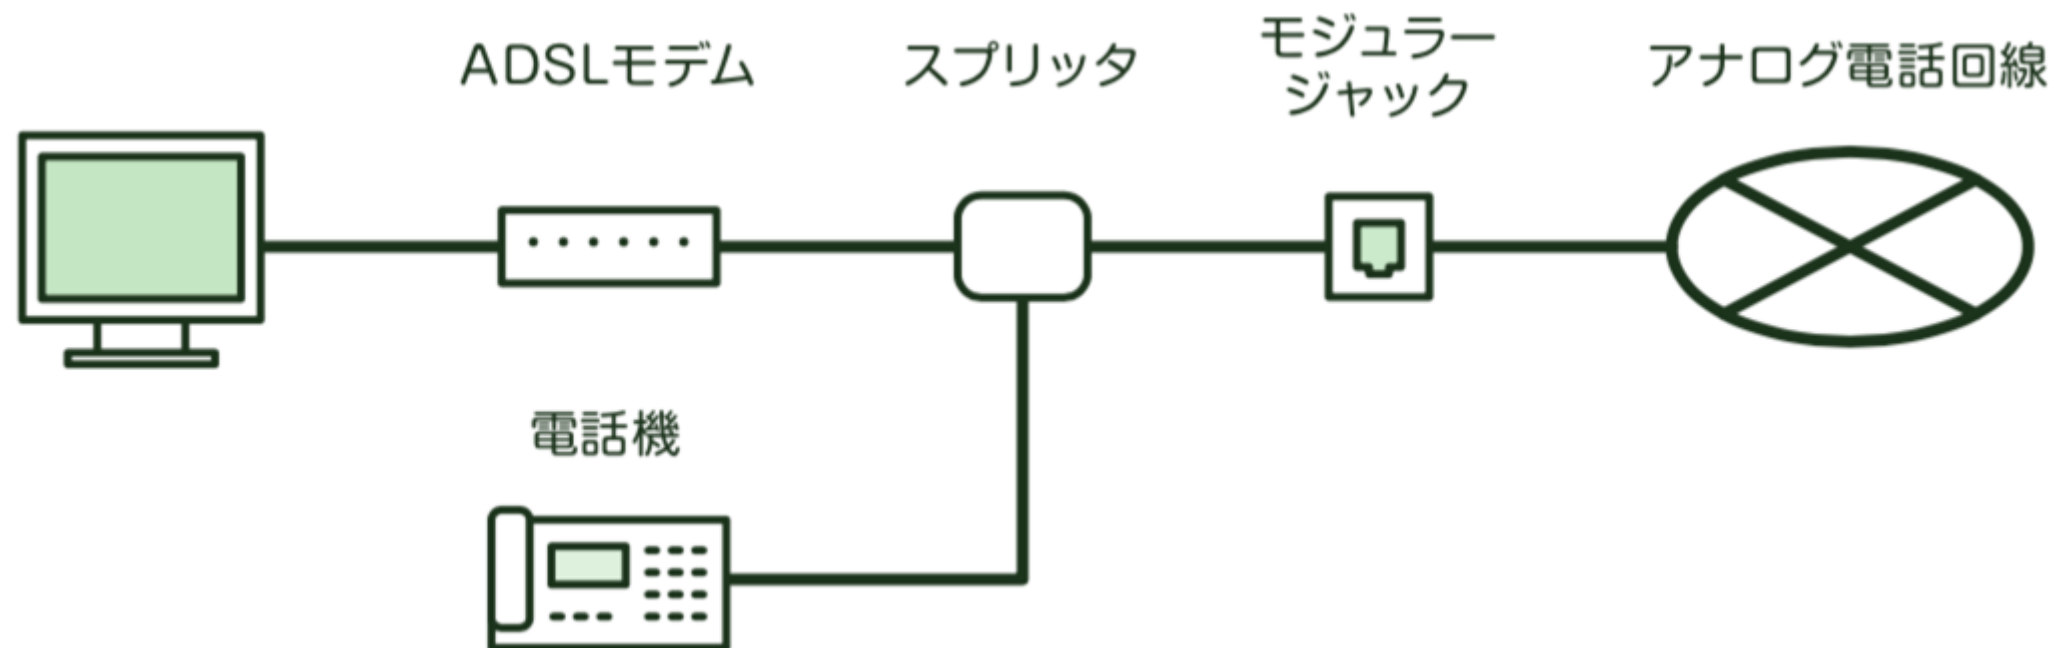 ADSLモデム
スプリッタ
モジュラー
ジャック
アナログ電話回線
電話機